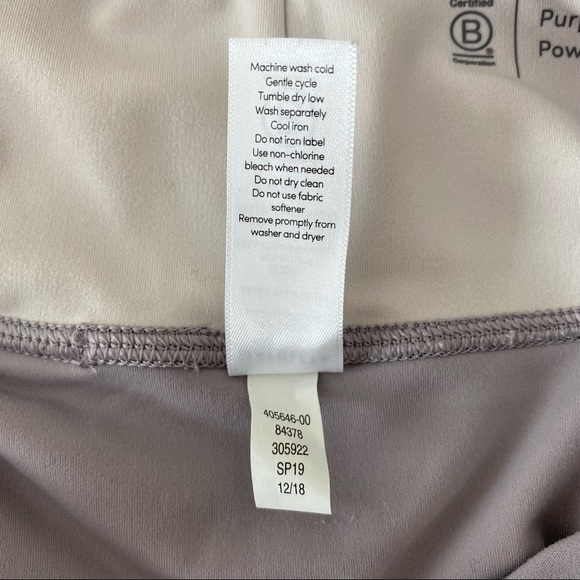 Certified
B
®
Corporation
Machine wash cold
Gentle cycle
Tumble dry low
Wash separately
Cool iron
Do not iron label
Use non-chlorine
bleach when needed
Do not dry clean
Do not use fabric
softener
Remove promptly from
washer and dryer
405646-00
84378
305922
SP19
12/18